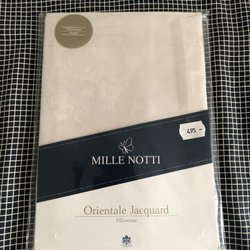 495:-
MILLE NOTTI
Orientale Jacquard
Pillowcase